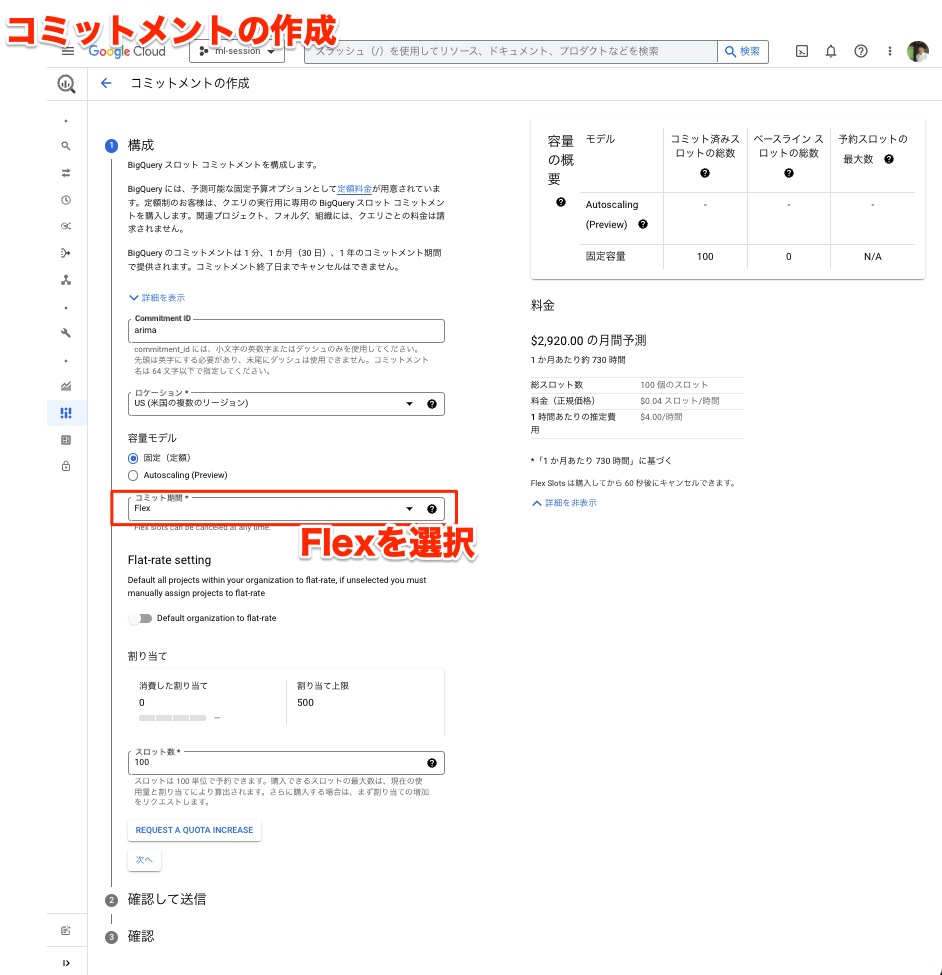 コミットメントの作成
Google Cloud
ml-session
スラッシュ（/）を使用してリソース、ドキュメント、プロダクトなどを検索
検索
コミットメントの作成
1 構成
BigQuery スロット コミットメントを構成します。
BigQuery には、予測可能な固定予算オプションとして定額料金が用意されていま
す。定額制のお客様は、クエリの実行用に専用の BigQuery スロット コミットメン
トを購入します。関連プロジェクト、フォルダ、組織には、クエリごとの料金は請
求されません。
BigQuery のコミットメントは 1 分、1 か月（30 日）、1 年のコミットメント期間
で提供されます。コミットメント終了日までキャンセルはできません。
詳細を表示
Commitment ID
arima
commitment_id には、小文字の英数字またはダッシュのみを使用してください。
先頭は英字にする必要があり、末尾にダッシュは使用できません。コミットメント
名は 64 文字以下で指定してください。
ロケーション *
US (米国の複数のリージョン)
容量モデル
固定（定額）
Autoscaling (Preview)
コミット期間 *
Flex
Flex slots can be canceled at any time.
Flexを選択
Flat-rate setting
Default all projects within your organization to flat-rate, if unselected you must
manually assign projects to flat-rate
Default organization to flat-rate
割り当て
消費した割り当て
0
–
割り当て上限
500
スロット数 *
100
スロットは 100 単位で予約できます。購入できるスロットの最大数は、現在の使
用量と割り当てにより算出されます。さらに購入する場合は、まず割り当ての増加
をリクエストします。
REQUEST A QUOTA INCREASE
次へ
2 確認して送信
3 確認
容量
の概
要
モデル
コミット済みス
ロットの総数
ベースライン ス
ロットの総数
予約スロットの
最大数
Autoscaling
(Preview)
-
-
-
固定容量
100
0
N/A
料金
$2,920.00 の月間予測
1 か月あたり約 730 時間
総スロット数 100 個のスロット
料金（正規価格） $0.04 スロット/時間
1 時間あたりの推定費
用
$4.00/時間
*「1 か月あたり 730 時間」に基づく
Flex Slots は購入してから 60 秒後にキャンセルできます。
詳細を非表示